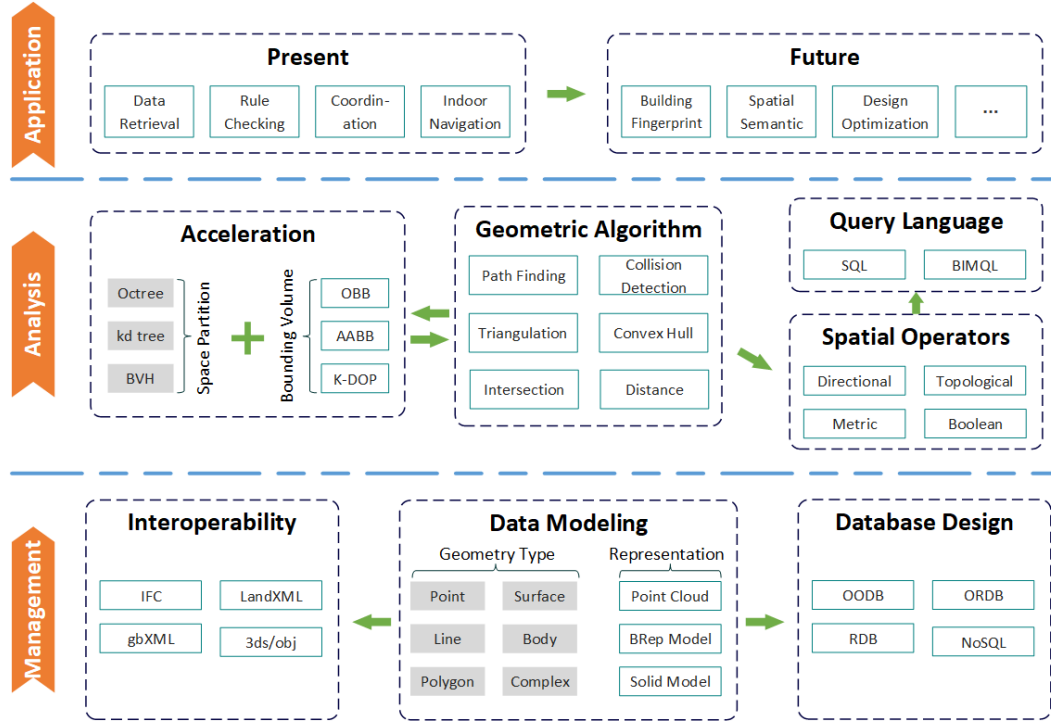 Application
Present
Data
Retrieval
Rule
Checking
Coordin-
ation
Indoor
Navigation
Future
Building
Fingerprint
Spatial
Semantic
Design
Optimization
...
Analysis
Acceleration
Octree
kd tree
BVH
Space Partition
Bounding Volume
OBB
AABB
K-DOP
Geometric Algorithm
Path Finding
Collision
Detection
Triangulation
Convex Hull
Intersection
Distance
Query Language
SQL
BIMQL
Spatial Operators
Directional
Topological
Metric
Boolean
Management
Interoperability
IFC
LandXML
gbXML
3ds/obj
Data Modeling
Geometry Type
Point
Surface
Line
Body
Polygon
Complex
Representation
Point Cloud
BRep Model
Solid Model
Database Design
OODB
ORDB
RDB
NoSQL